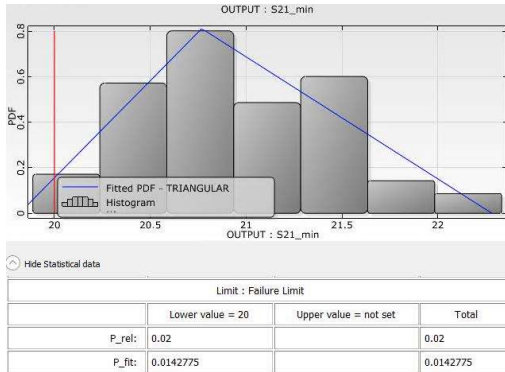 OUTPUT : S21_min
0.8
0.6
0.4
0.2
0
PDF
Fitted PDF - TRIANGULAR
Histogram
...
20 20.5 21 21.5 22
OUTPUT : S21_min
Hide Statistical data
Limit : Failure Limit
Lower value = 20 Upper value = not set Total
P_rel: 0.02 0.02
P_fit: 0.0142775 0.0142775